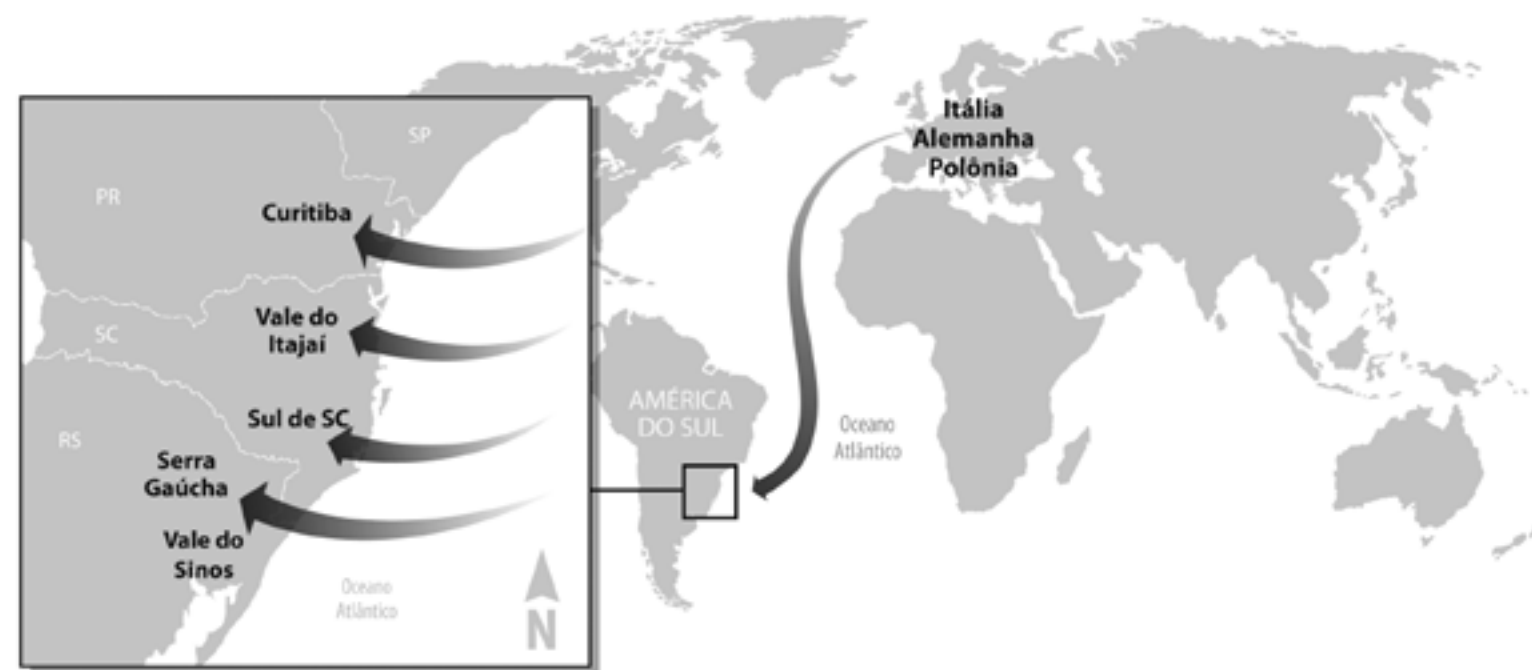 Itália
Alemanha
Polônia
SP
PR
Curitiba
Vale do
Itajaí
SC
Sul de SC
RS
Serra
Gaúcha
Vale do
Sinos
Oceano
Atlântico
N
AMÉRICA
DO SUL
Oceano
Atlântico